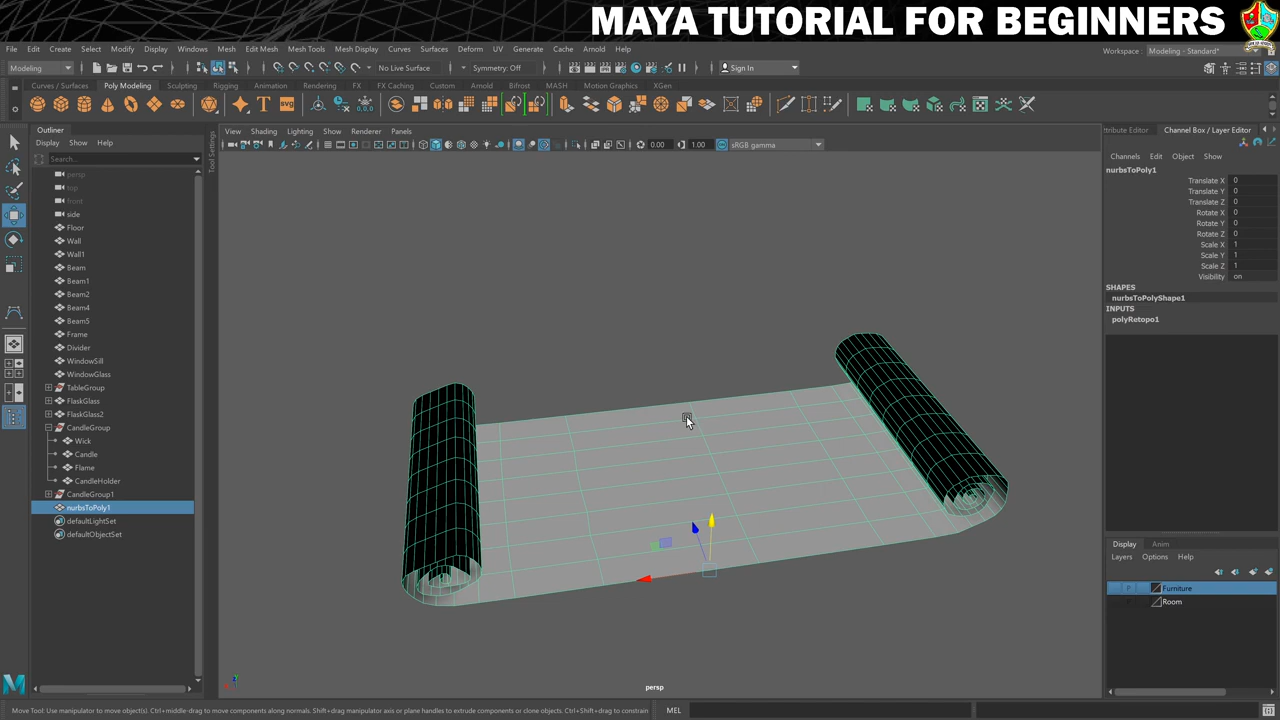 MAYA TUTORIAL FOR BEGINNERS
File Edit Create Select Modify Display Windows Mesh Edit Mesh Mesh Tools Mesh Display Curves Surfaces Deform UV Generate Cache Arnold Help
Workspace : Modeling - Standard*
Modeling No Live Surface Symmetry: Off Sign In
Curves / Surfaces Poly Modeling Sculpting Rigging Animation Rendering FX FX Caching Custom Arnold Bifrost MASH Motion Graphics XGen
Outliner
Display Show Help
Search...
persp
top
front
side
Floor
Wall
Wall1
Beam
Beam1
Beam2
Beam4
Beam5
Frame
Divider
WindowSill
WindowGlass
TableGroup
FlaskGlass
FlaskGlass2
CandleGroup
Wick
Candle
Flame
CandleHolder
CandleGroup1
nurbsToPoly1
defaultLightSet
defaultObjectSet
Tool Settings
View Shading Lighting Show Renderer Panels
0.00 1.00 sRGB gamma
persp
tribute Editor Channel Box / Layer Editor
Channels Edit Object Show
nurbsToPoly1
Translate X 0
Translate Y 0
Translate Z 0
Rotate X 0
Rotate Y 0
Rotate Z 0
Scale X 1
Scale Y 1
Scale Z 1
Visibility on
SHAPES
nurbsToPolyShape1
INPUTS
polyRetopo1
Display Anim
Layers Options Help
P Furniture
Room
Move Tool: Use manipulator to move object(s). Ctrl+middle-drag to move components along normals. Shift+drag manipulator axis or plane handles to extrude components or clone objects. Ctrl+Shift+drag to constrain
MEL